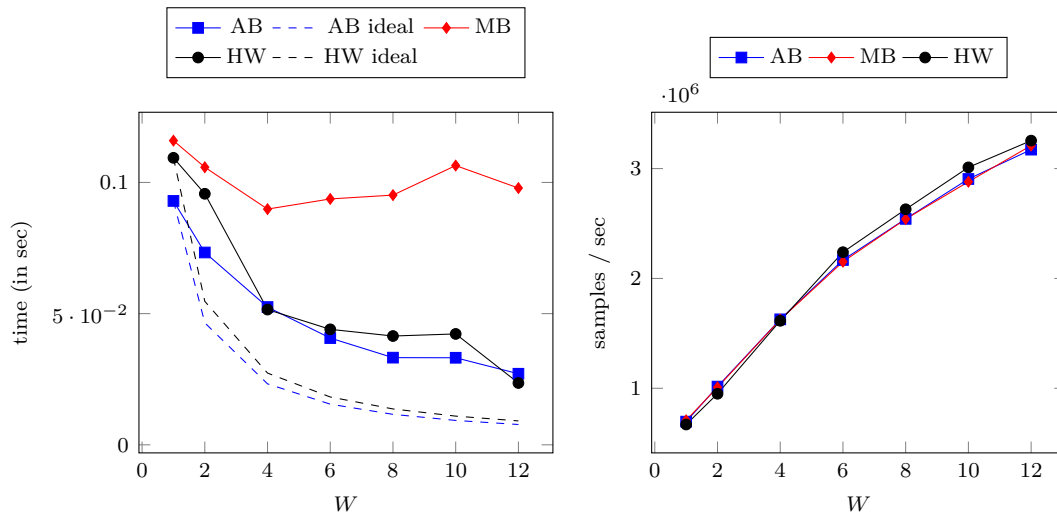 AB AB ideal MB
HW HW ideal
0.1
5 · 10⁻²
0
time (in sec)
0 2 4 6 8 10 12
W
AB MB HW
·10⁶
3
2
1
samples / sec
0 2 4 6 8 10 12
W